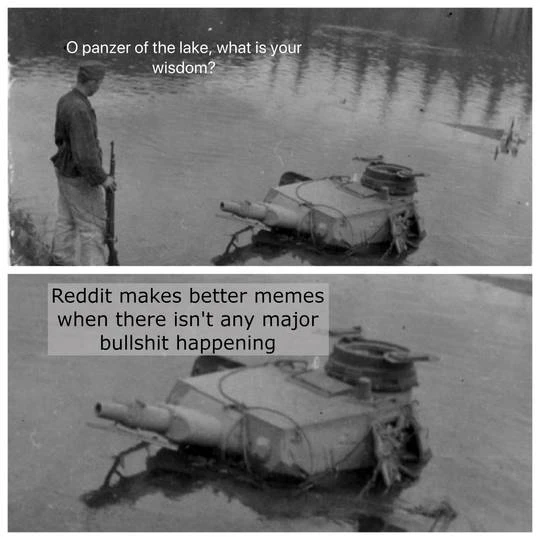 O panzer of the lake, what is your
wisdom?
Reddit makes better memes
when there isn't any major
bullshit happening